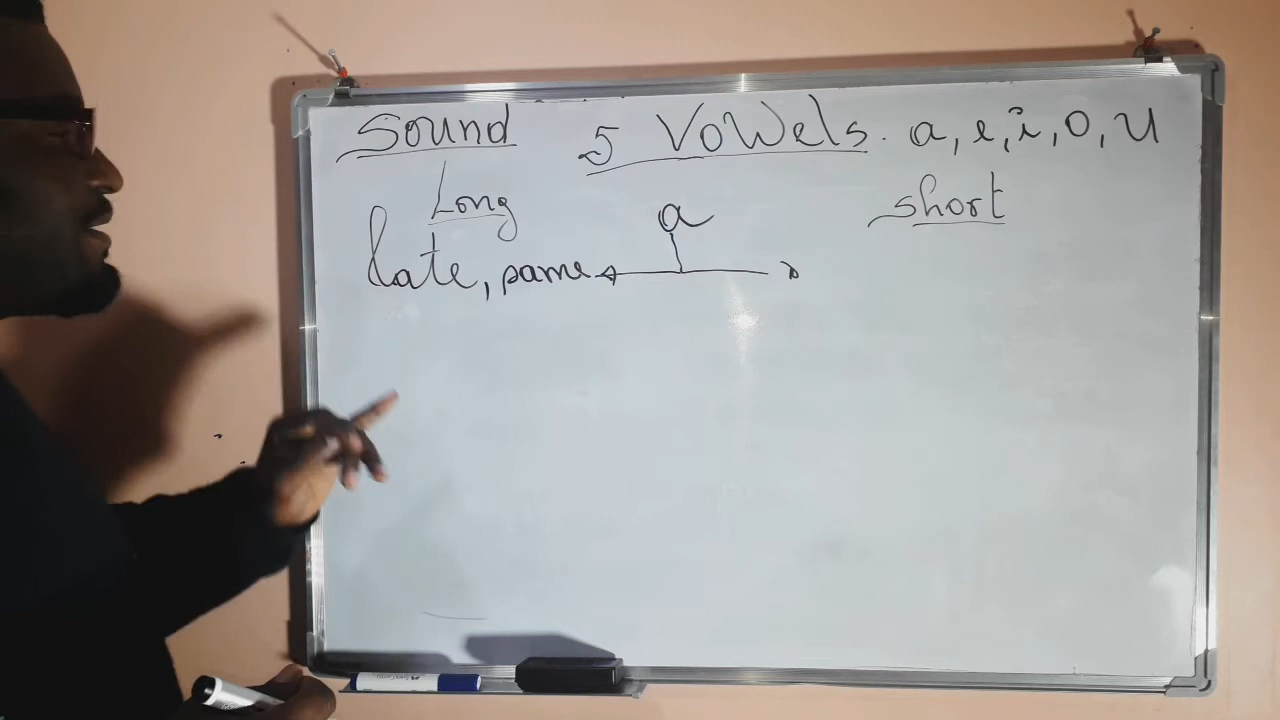 Sound 5 Vowels. a, e, i, o, u
Long a short
late, pame